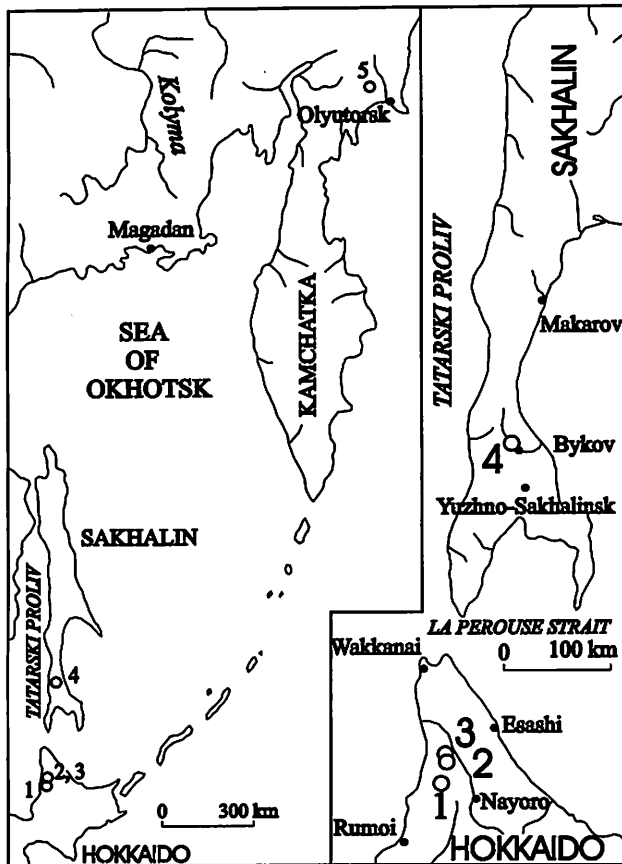 Kolyma
5
Olyutorsk
Magadan
SEA
OF
OKHOTSK
KAMCHATKA
SAKHALIN
TATARSKI PROLIV
4
2
3
1
0 300 km
HOKKAIDO
SAKHALIN
TATARSKI PROLIV
Makarov
Bykov
4
Yuzhno-Sakhalinsk
LA PEROUSE STRAIT
0 100 km
Wakkanai
Esashi
3
2
1
Nayoro
Rumoi
HOKKAIDO